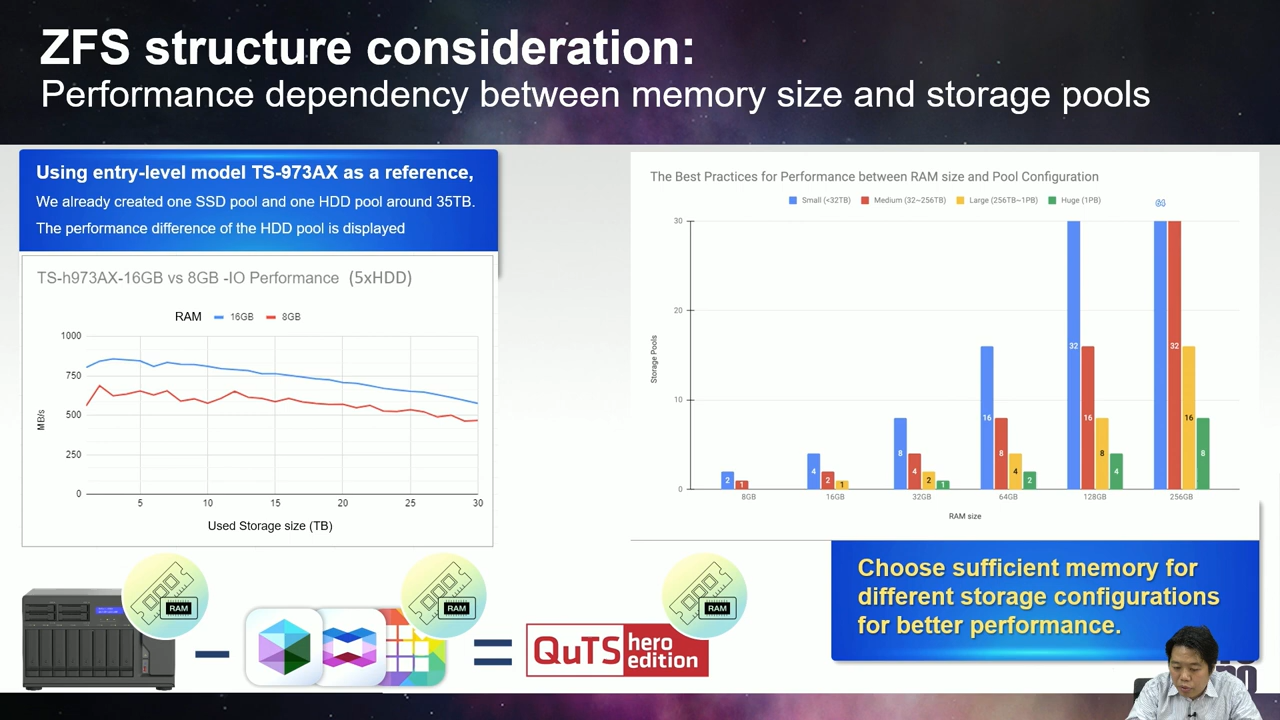 ZFS structure consideration:
Performance dependency between memory size and storage pools
Using entry-level model TS-973AX as a reference,
We already created one SSD pool and one HDD pool around 35TB.
The performance difference of the HDD pool is displayed
TS-h973AX-16GB vs 8GB -IO Performance (5xHDD)
RAM 16GB 8GB
1000
750
500
250
0
MB/s
5 10 15 20 25 30
Used Storage size (TB)
The Best Practices for Performance between RAM size and Pool Configuration
Small (<32TB) Medium (32~256TB) Large (256TB~1PB) Huge (1PB)
64
30
20
10
0
Storage Pools
2 1
4 2 1
8 4 2 1
16 8 4 2
32 16 8 4
32 16 8
8GB 16GB 32GB 64GB 128GB 256GB
RAM size
RAM
RAM
RAM
QuTS hero edition
Choose sufficient memory for
different storage configurations
for better performance.